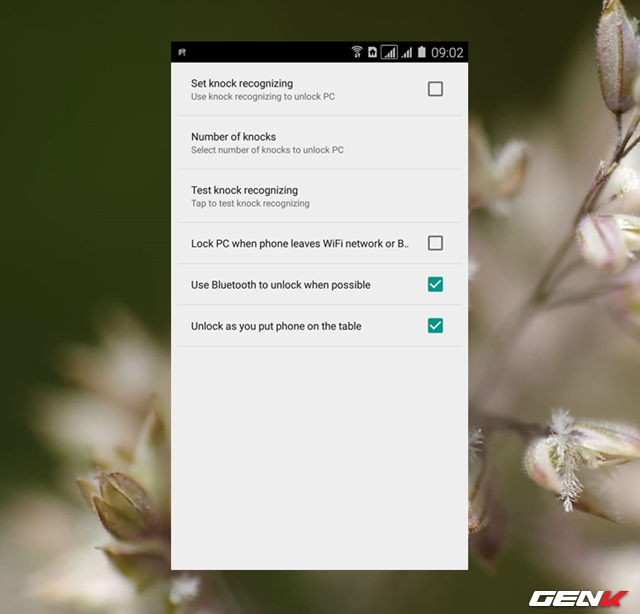 09:02
Set knock recognizing
Use knock recognizing to unlock PC
Number of knocks
Select number of knocks to unlock PC
Test knock recognizing
Tap to test knock recognizing
Lock PC when phone leaves WiFi network or B..
Use Bluetooth to unlock when possible
Unlock as you put phone on the table
GENK